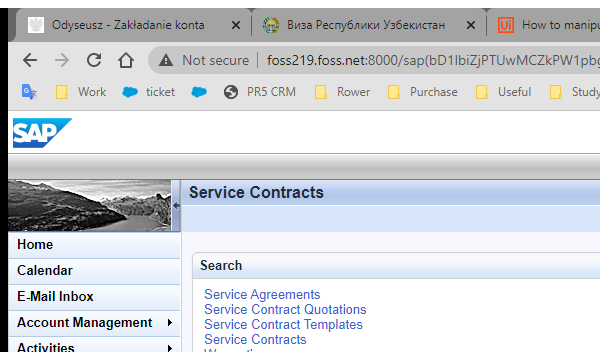 Odyseusz - Zakładanie konta
Виза Республики Узбекистан
Ui How to manipu
Not secure foss219.foss.net:8000/sap(bD1lbiZjPTUwMCZkPW1pbg
Work ticket PR5 CRM Rower Purchase Useful Study
SAP
Service Contracts
Home
Calendar
E-Mail Inbox
Account Management
Activities
Search
Service Agreements
Service Contract Quotations
Service Contract Templates
Service Contracts